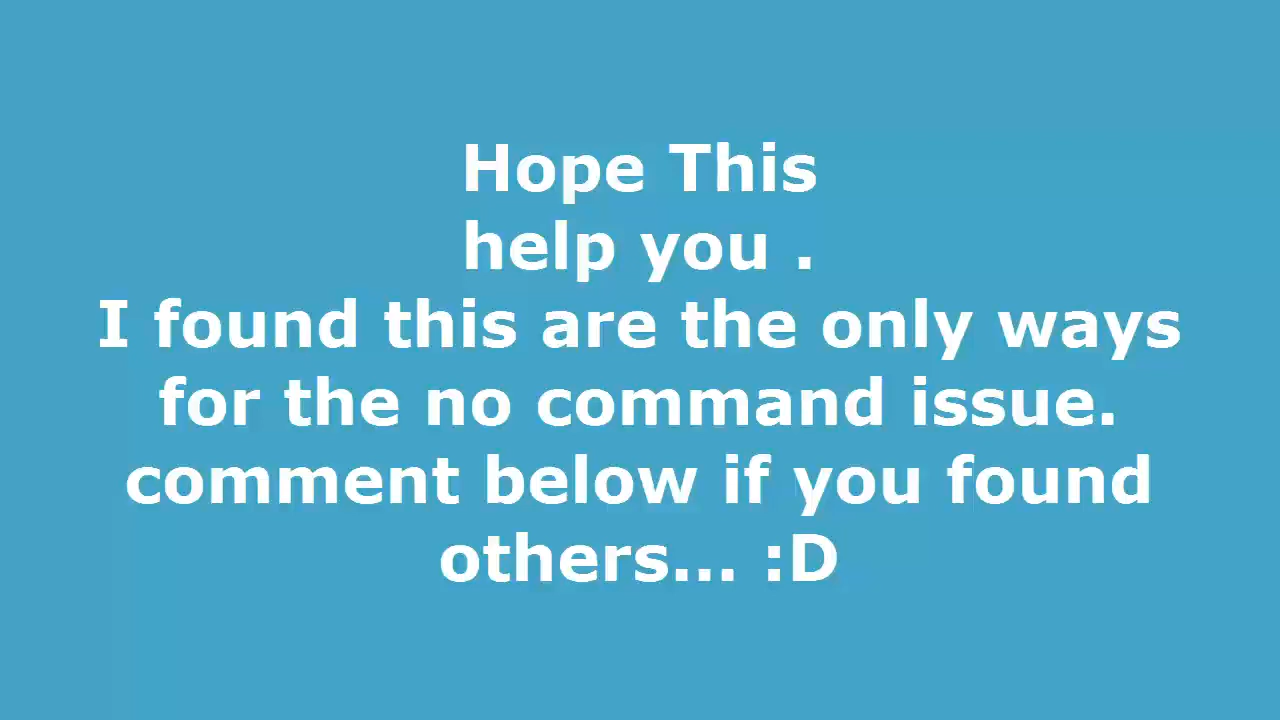 Hope This
help you .
I found this are the only ways
for the no command issue.
comment below if you found
others... :D